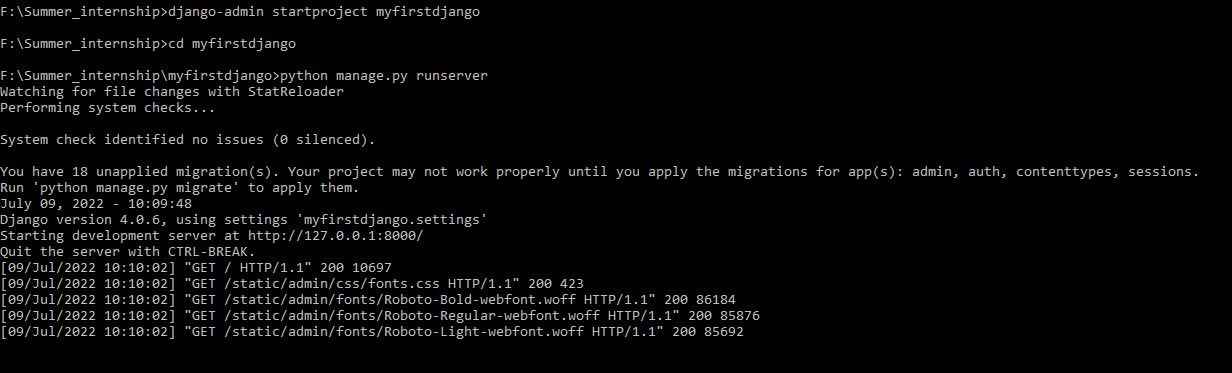 F:\Summer_internship>django-admin startproject myfirstdjango
F:\Summer_internship>cd myfirstdjango
F:\Summer_internship\myfirstdjango>python manage.py runserver
Watching for file changes with StatReloader
Performing system checks...
System check identified no issues (0 silenced).
You have 18 unapplied migration(s). Your project may not work properly until you apply the migrations for app(s): admin, auth, contenttypes, sessions.
Run 'python manage.py migrate' to apply them.
July 09, 2022 - 10:09:48
Django version 4.0.6, using settings 'myfirstdjango.settings'
Starting development server at http://127.0.0.1:8000/
Quit the server with CTRL-BREAK.
[09/Jul/2022 10:10:02] "GET / HTTP/1.1" 200 10697
[09/Jul/2022 10:10:02] "GET /static/admin/css/fonts.css HTTP/1.1" 200 423
[09/Jul/2022 10:10:02] "GET /static/admin/fonts/Roboto-Bold-webfont.woff HTTP/1.1" 200 86184
[09/Jul/2022 10:10:02] "GET /static/admin/fonts/Roboto-Regular-webfont.woff HTTP/1.1" 200 85876
[09/Jul/2022 10:10:02] "GET /static/admin/fonts/Roboto-Light-webfont.woff HTTP/1.1" 200 85692